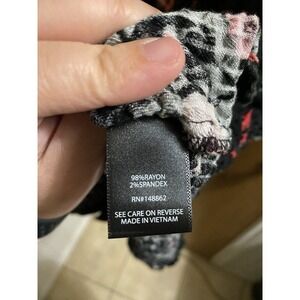 98%RAYON
2%SPANDEX
RN#148862
SEE CARE ON REVERSE
MADE IN VIETNAM